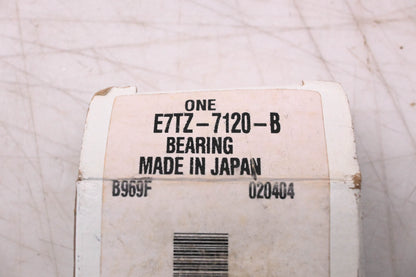 ONE
E7TZ-7120-B
BEARING
MADE IN JAPAN
B969F 020404